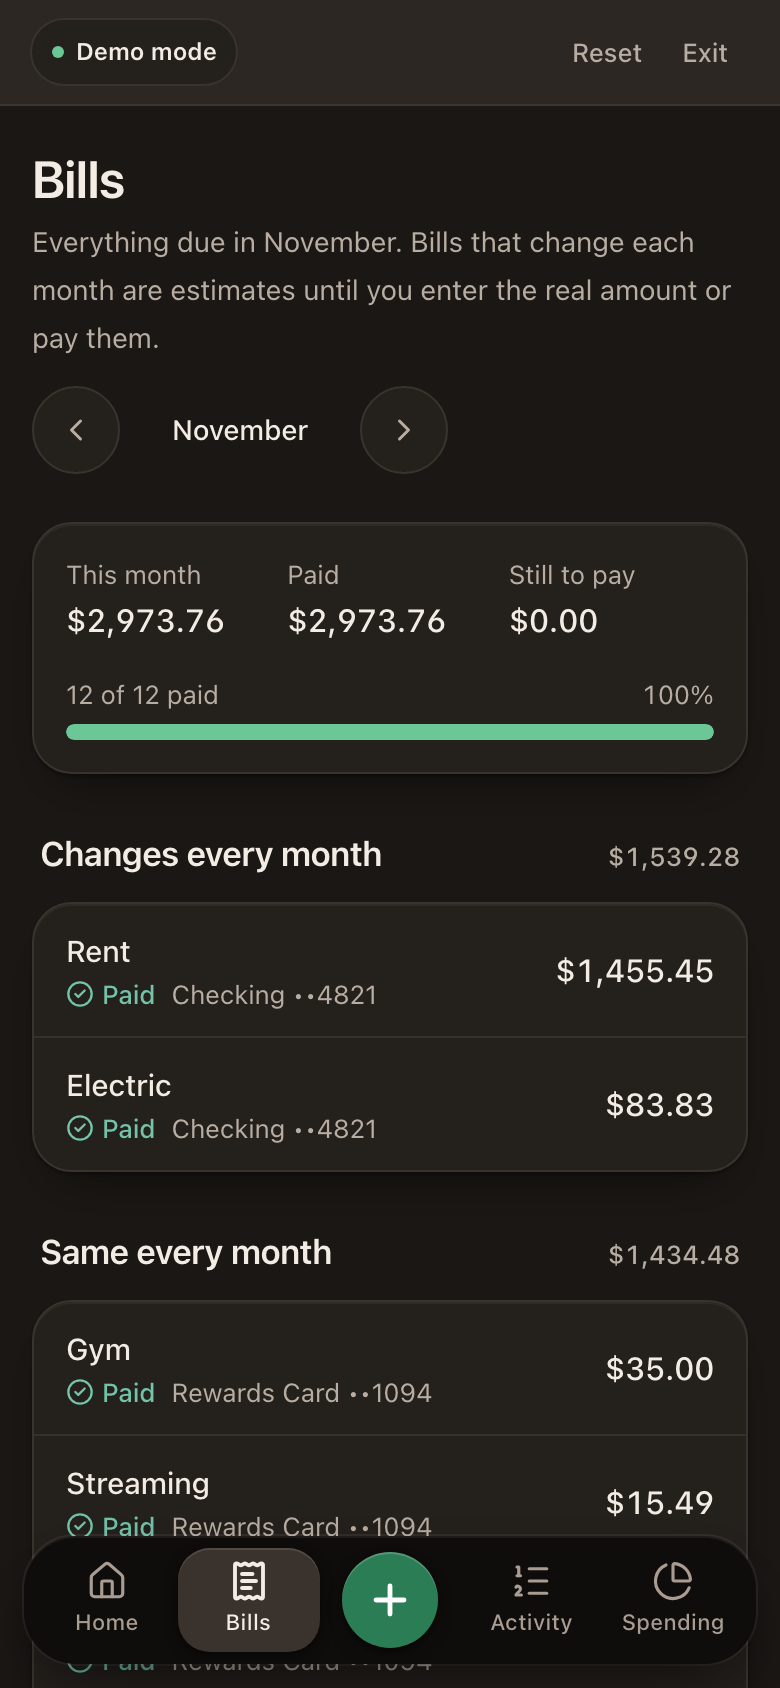 Demo mode
Reset
Exit
Bills
Everything due in November. Bills that change each
month are estimates until you enter the real amount or
pay them.
November
This month
Paid
Still to pay
$2,973.76
$2,973.76
$0.00
12 of 12 paid
100%
Changes every month
$1,539.28
Rent
$1,455.45
Paid Checking ··4821
Electric
$83.83
Paid Checking ··4821
Same every month
$1,434.48
Gym
$35.00
Paid Rewards Card ··1094
Streaming
$15.49
Paid Rewards Card ··1094
Home
Bills
Activity
Spending
Paid Rewards Card ··1094